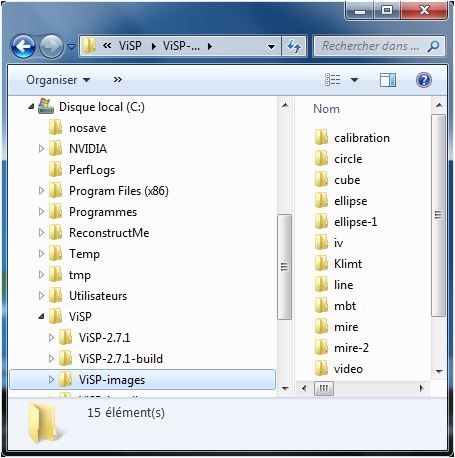 « ViSP ViSP-...
Rechercher dans ...
Organiser »
Disque local (C:)
nosave
NVIDIA
PerfLogs
Program Files (x86)
Programmes
ReconstructMe
Temp
tmp
Utilisateurs
ViSP
ViSP-2.7.1
ViSP-2.7.1-build
ViSP-images
Nom
calibration
circle
cube
ellipse
ellipse-1
iv
Klimt
line
mbt
mire
mire-2
video
15 élément(s)